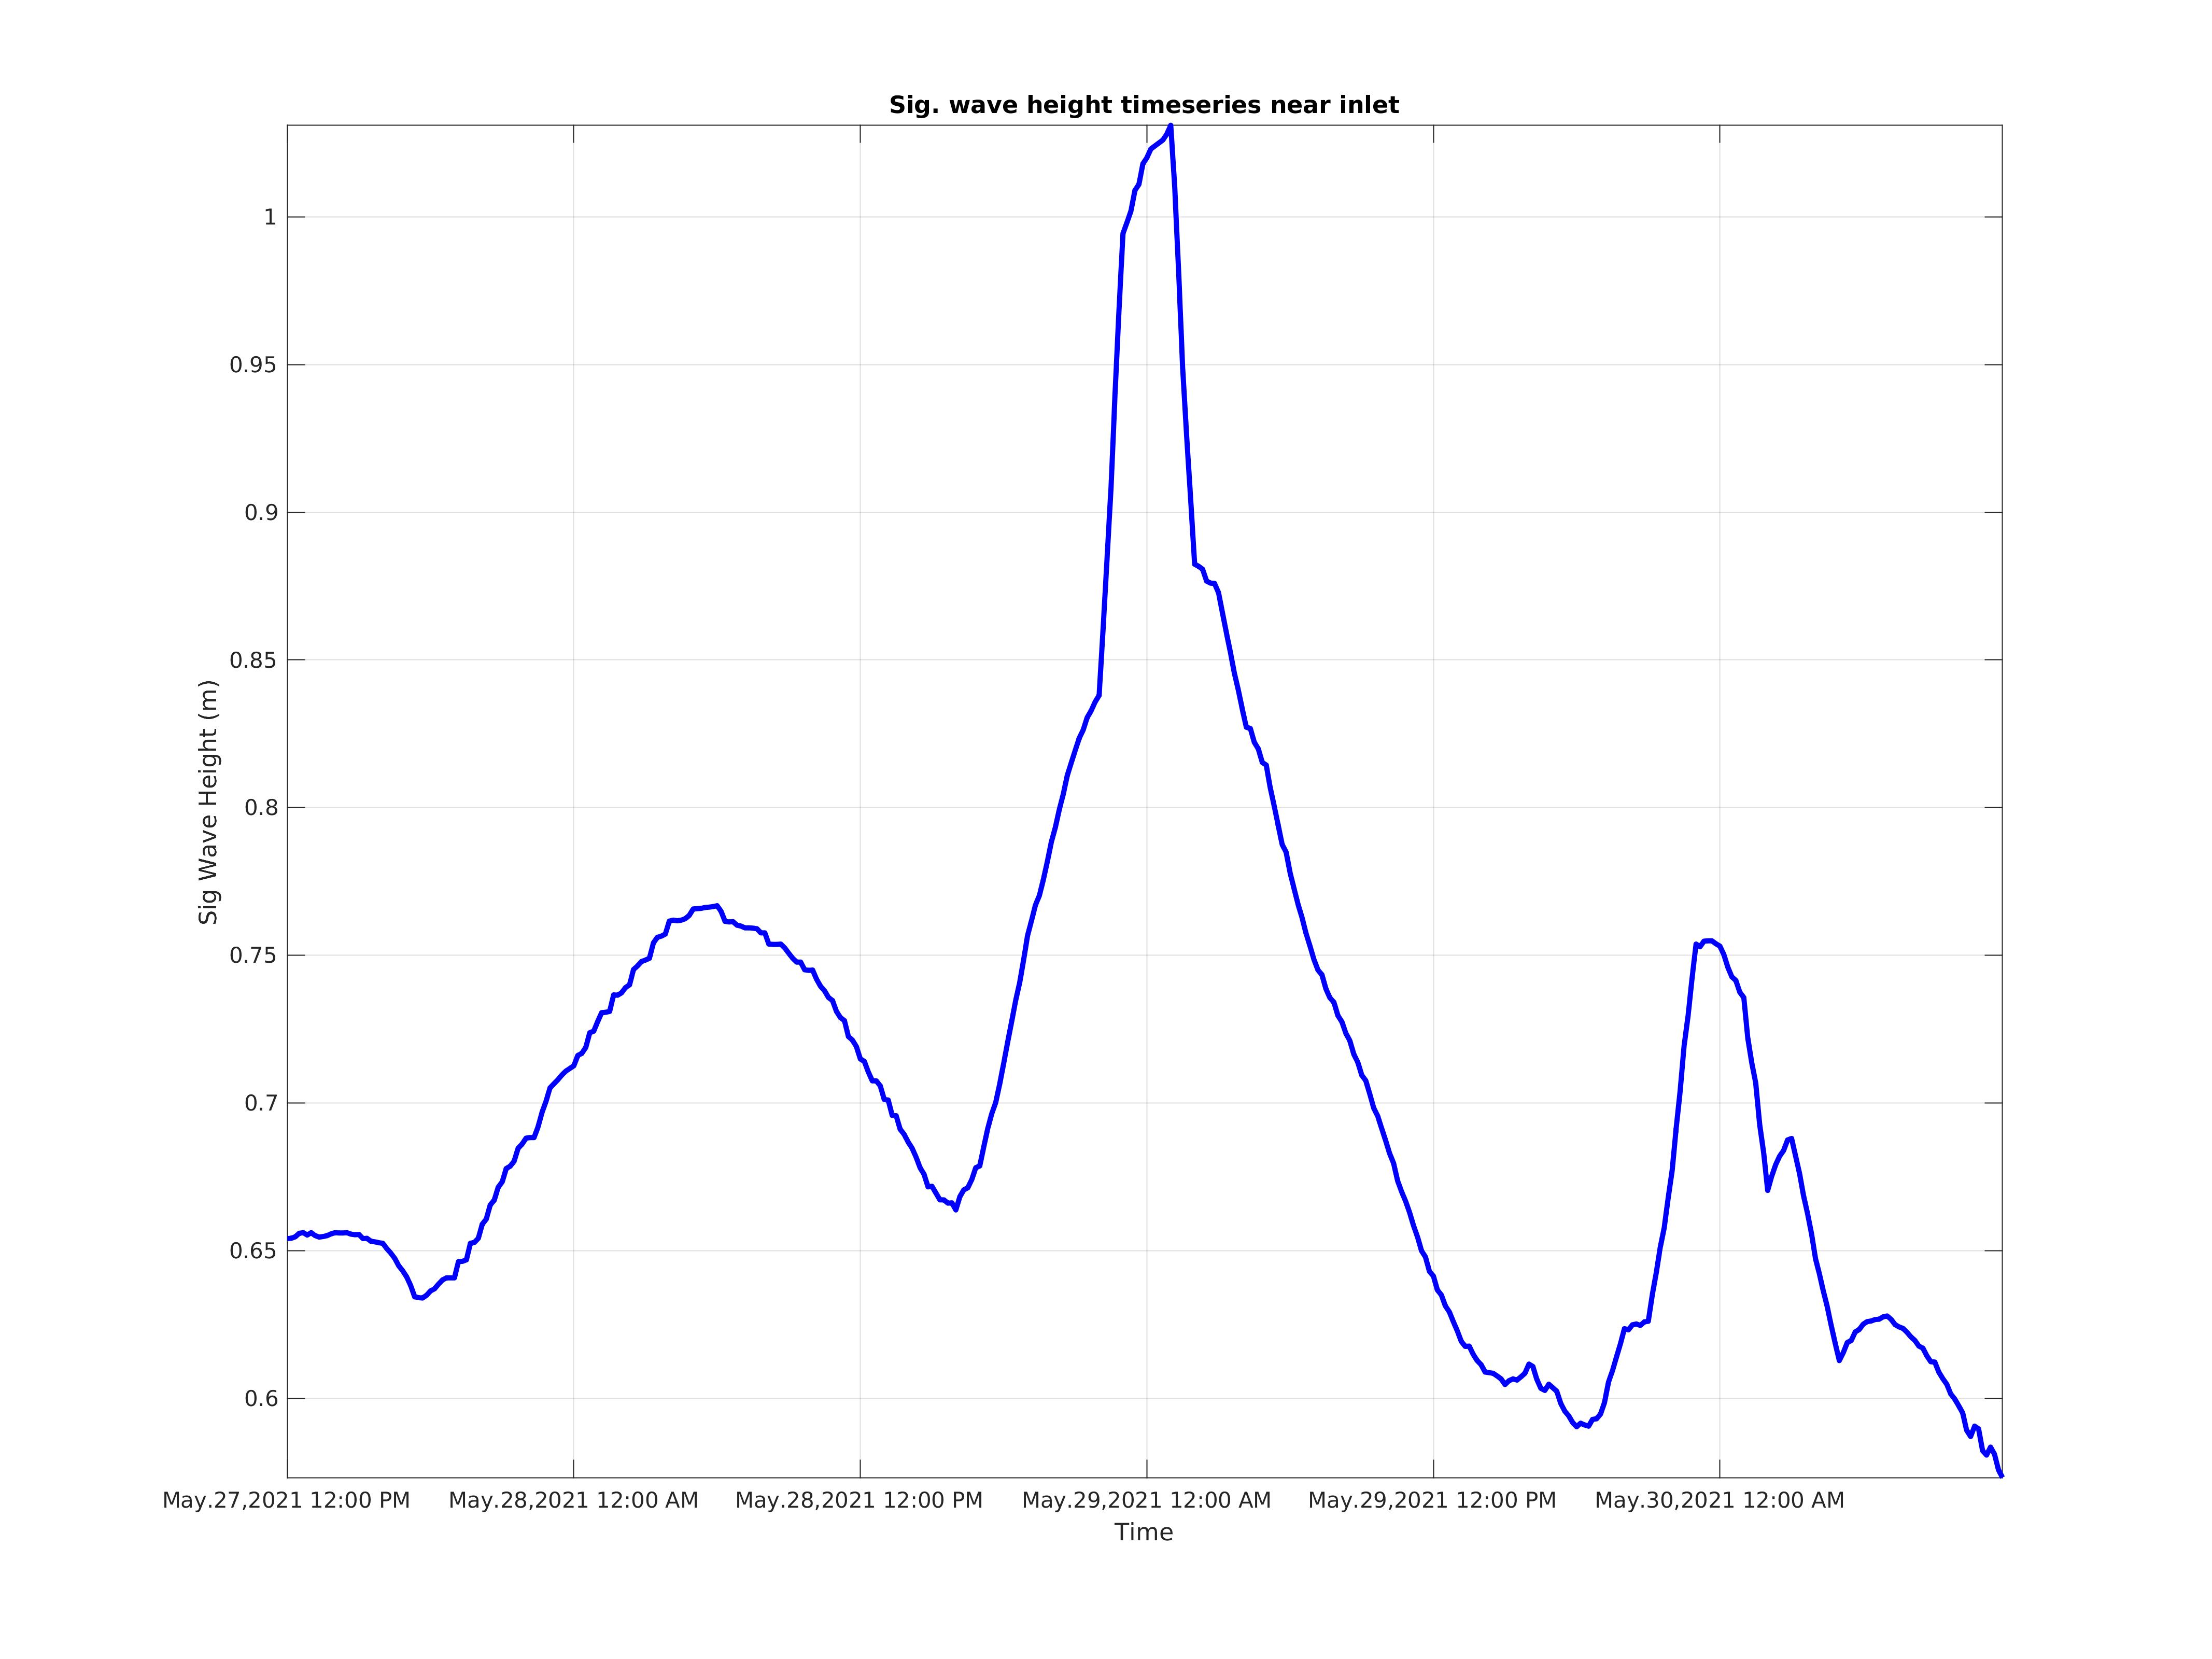 Sig. wave height timeseries near inlet
1
0.95
0.9
0.85
0.8
0.75
0.7
0.65
0.6
Sig Wave Height (m)
May.27,2021 12:00 PM
May.28,2021 12:00 AM
May.28,2021 12:00 PM
May.29,2021 12:00 AM
May.29,2021 12:00 PM
May.30,2021 12:00 AM
Time